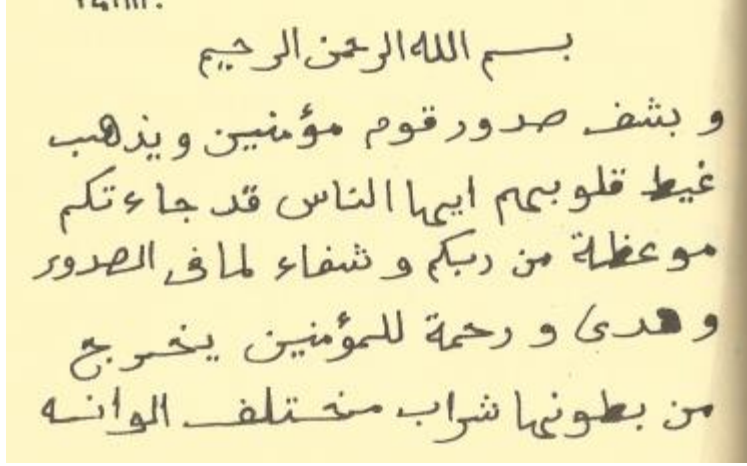 بسم الله الرحمن الرحيم
و يشف صدور قوم مؤمنين و يذهب
غيط قلوبهم ايها الناس قد جاءتكم
موعظة من ربكم و شفاء لما في الصدور
و هدى و رحمة للمؤمنين يخرج
من بطونها شراب مختلف الوانه